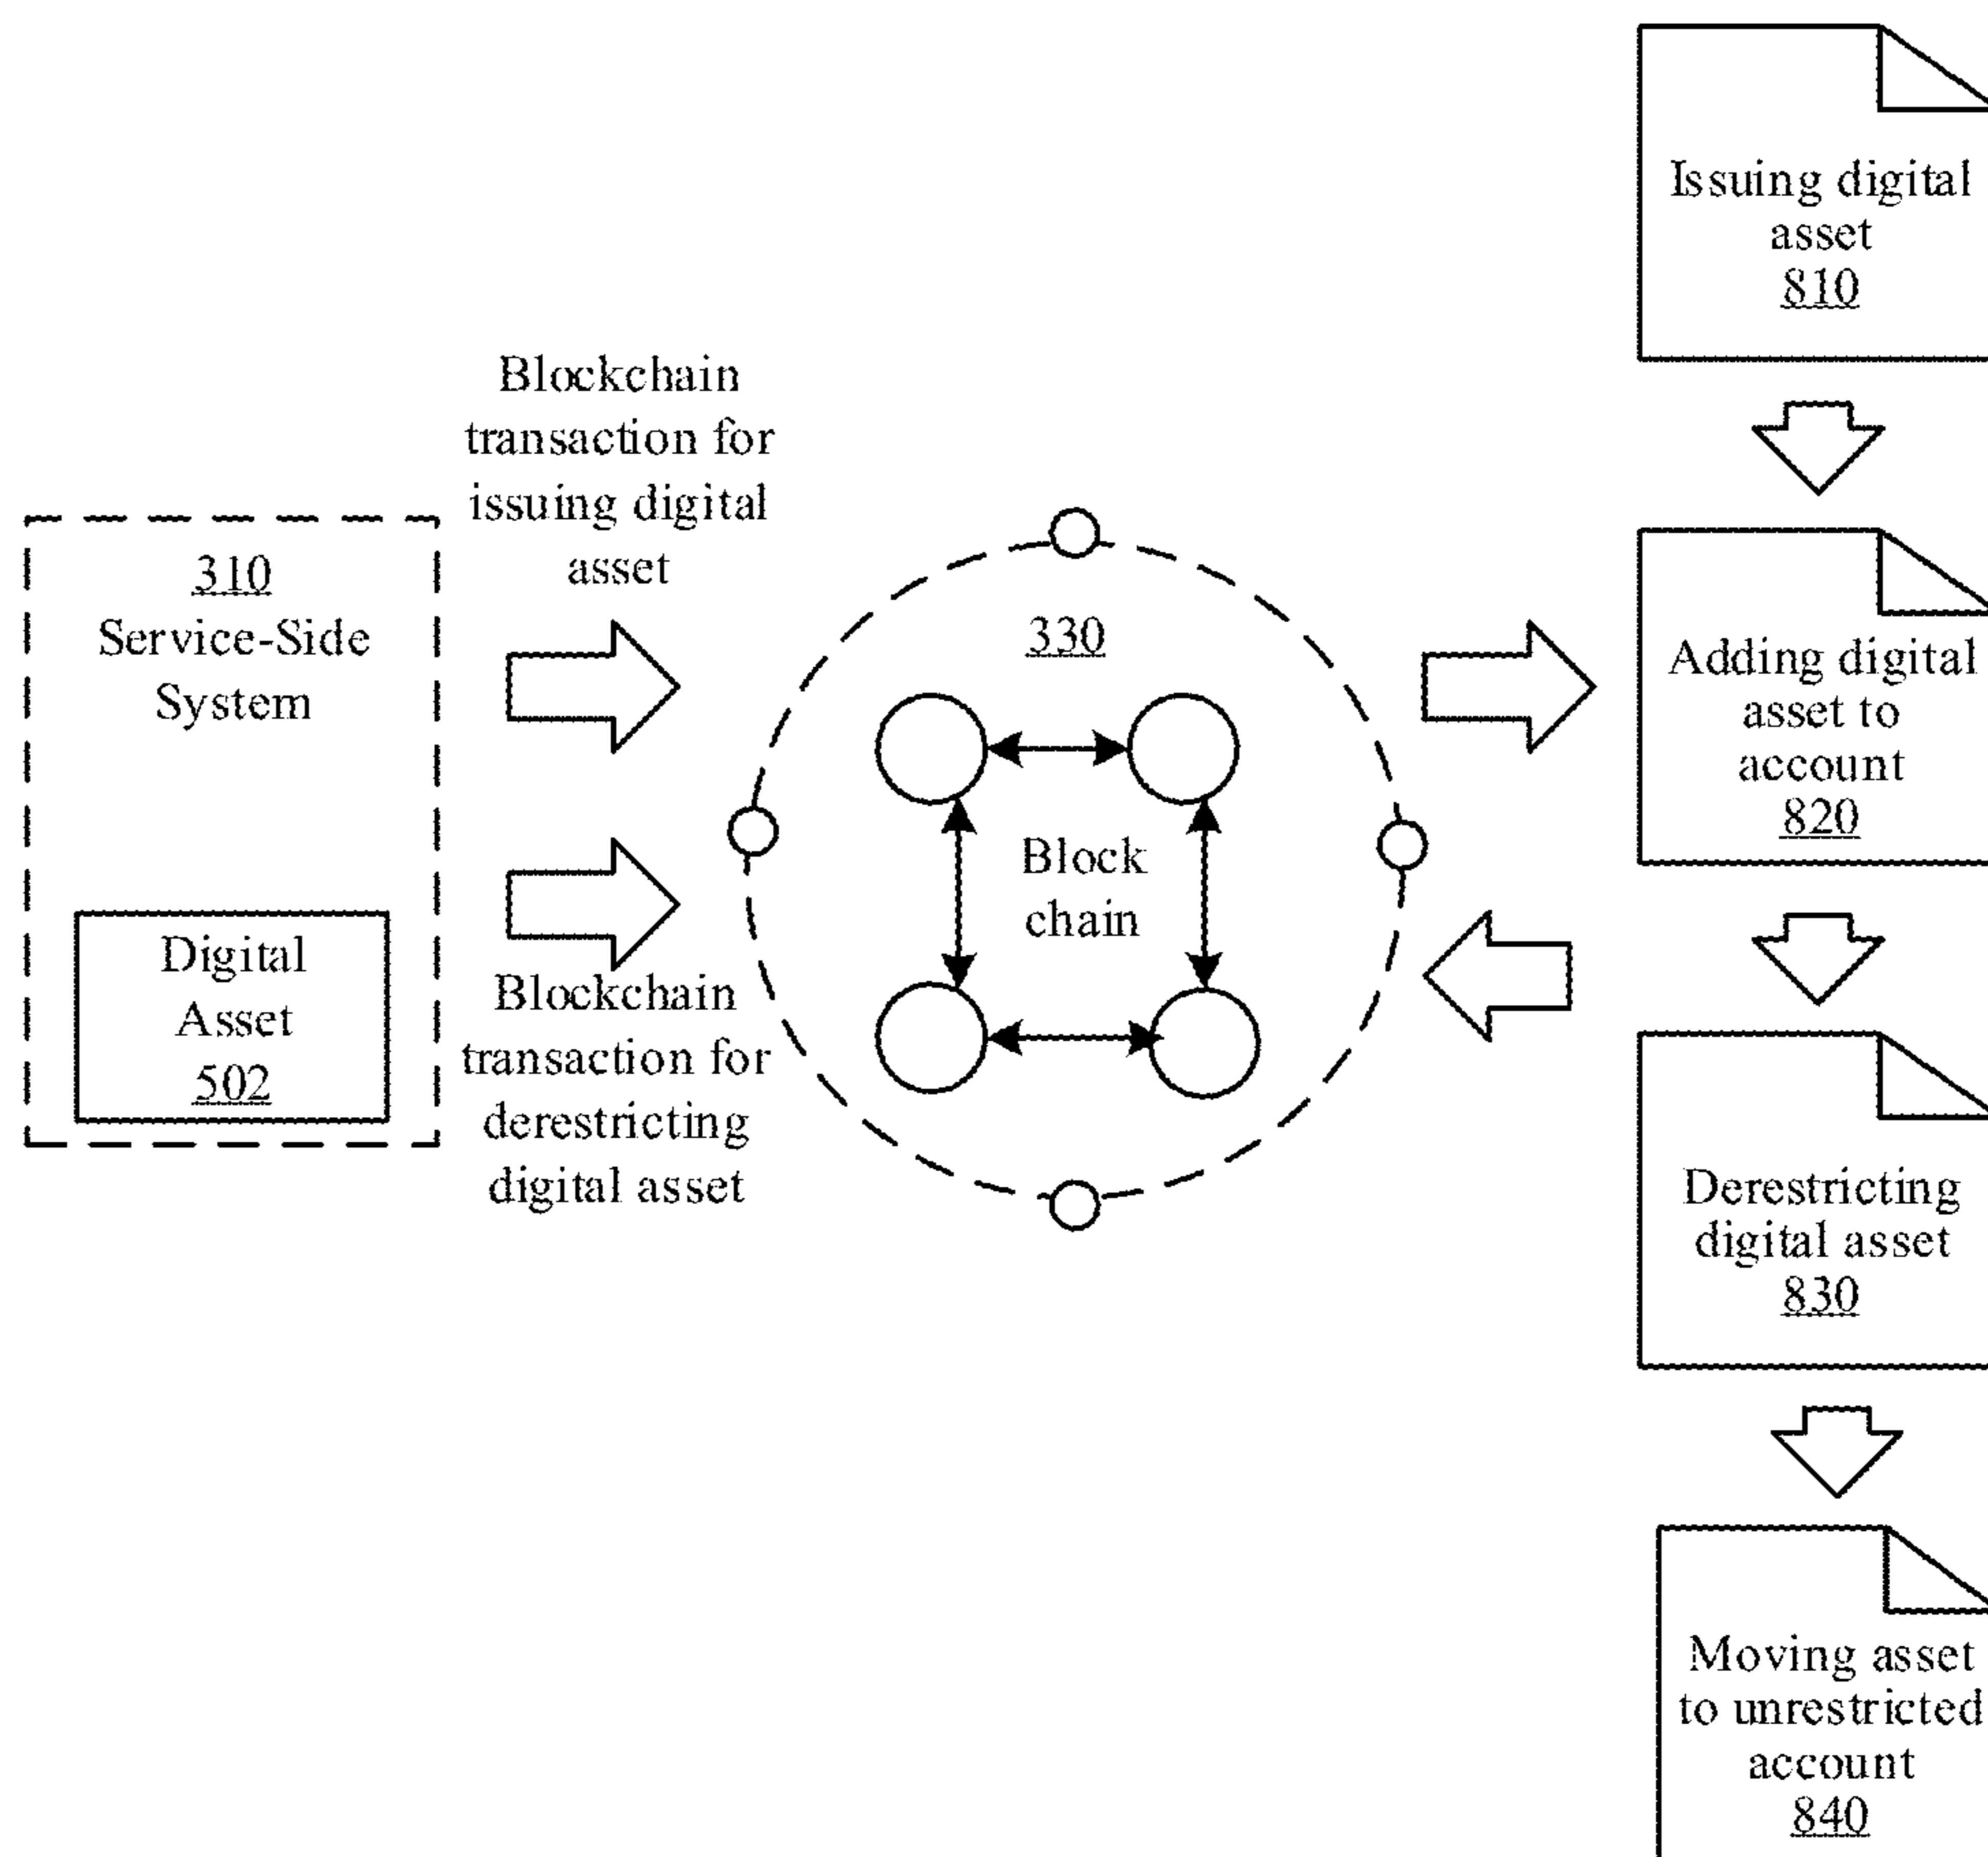 310
Service-Side
System
Digital
Asset
502
Blockchain
transaction for
issuing digital
asset
Blockchain
transaction for
derestricting
digital asset
330
Block
chain
Issuing digital
asset
810
Adding digital
asset to
account
820
Derestricting
digital asset
830
Moving asset
to unrestricted
account
840